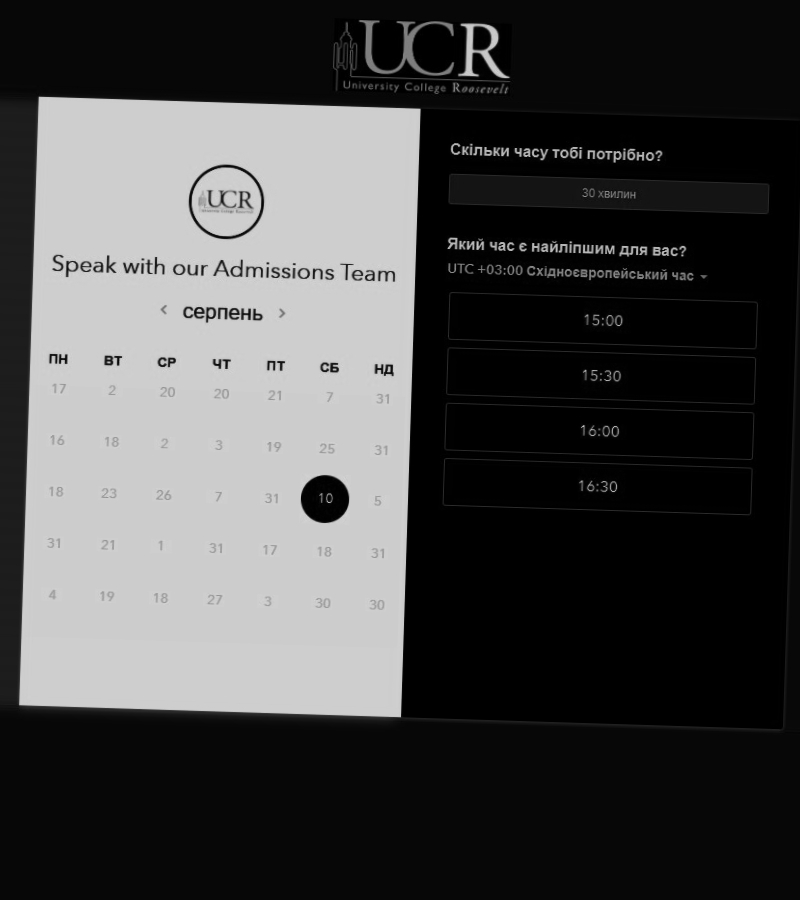 UCR
University College Roosevelt
UCR
University College Roosevelt
Speak with our Admissions Team
серпень
ПН ВТ СР ЧТ ПТ СБ НД
17 2 20 20 21 7 31
16 18 2 3 19 25 31
18 23 26 7 31 10 5
31 21 1 31 17 18 31
4 19 18 27 3 30 30
Скільки часу тобі потрібно?
30 хвилин
Який час є найліпшим для вас?
UTC +03:00 Східноєвропейський час
15:00
15:30
16:00
16:30